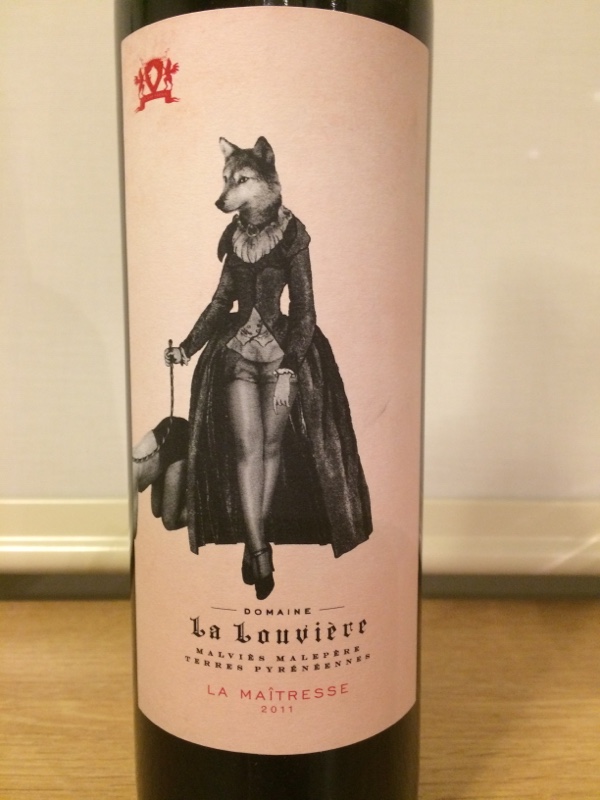 DOMAINE
La Louvière
MALVIÈS MALEPÈRE
TERRES PYRÉNÉENNES
LA MAÎTRESSE
2011